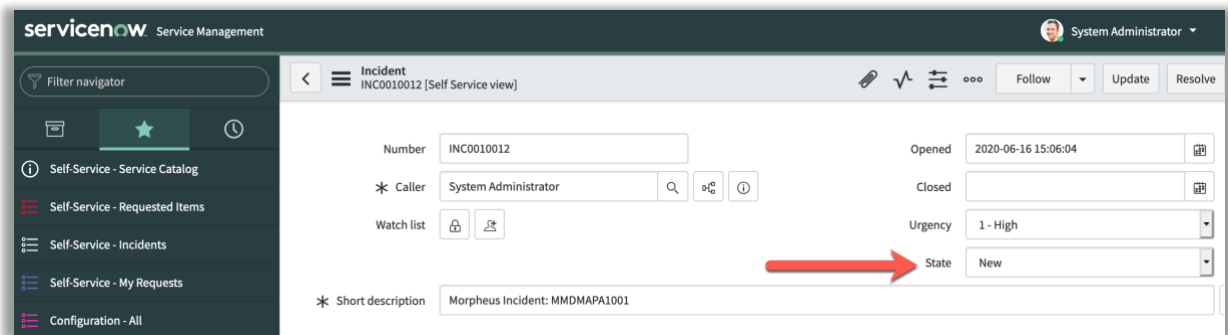 servicenow Service Management
System Administrator
Filter navigator
Self-Service - Service Catalog
Self-Service - Requested Items
Self-Service - Incidents
Self-Service - My Requests
Configuration - All
Incident
INC0010012 [Self Service view]
Follow
Update
Resolve
Number INC0010012
Opened 2020-06-16 15:06:04
* Caller System Administrator
Closed
Watch list
Urgency 1 - High
State New
* Short description Morpheus Incident: MMDMAPA1001